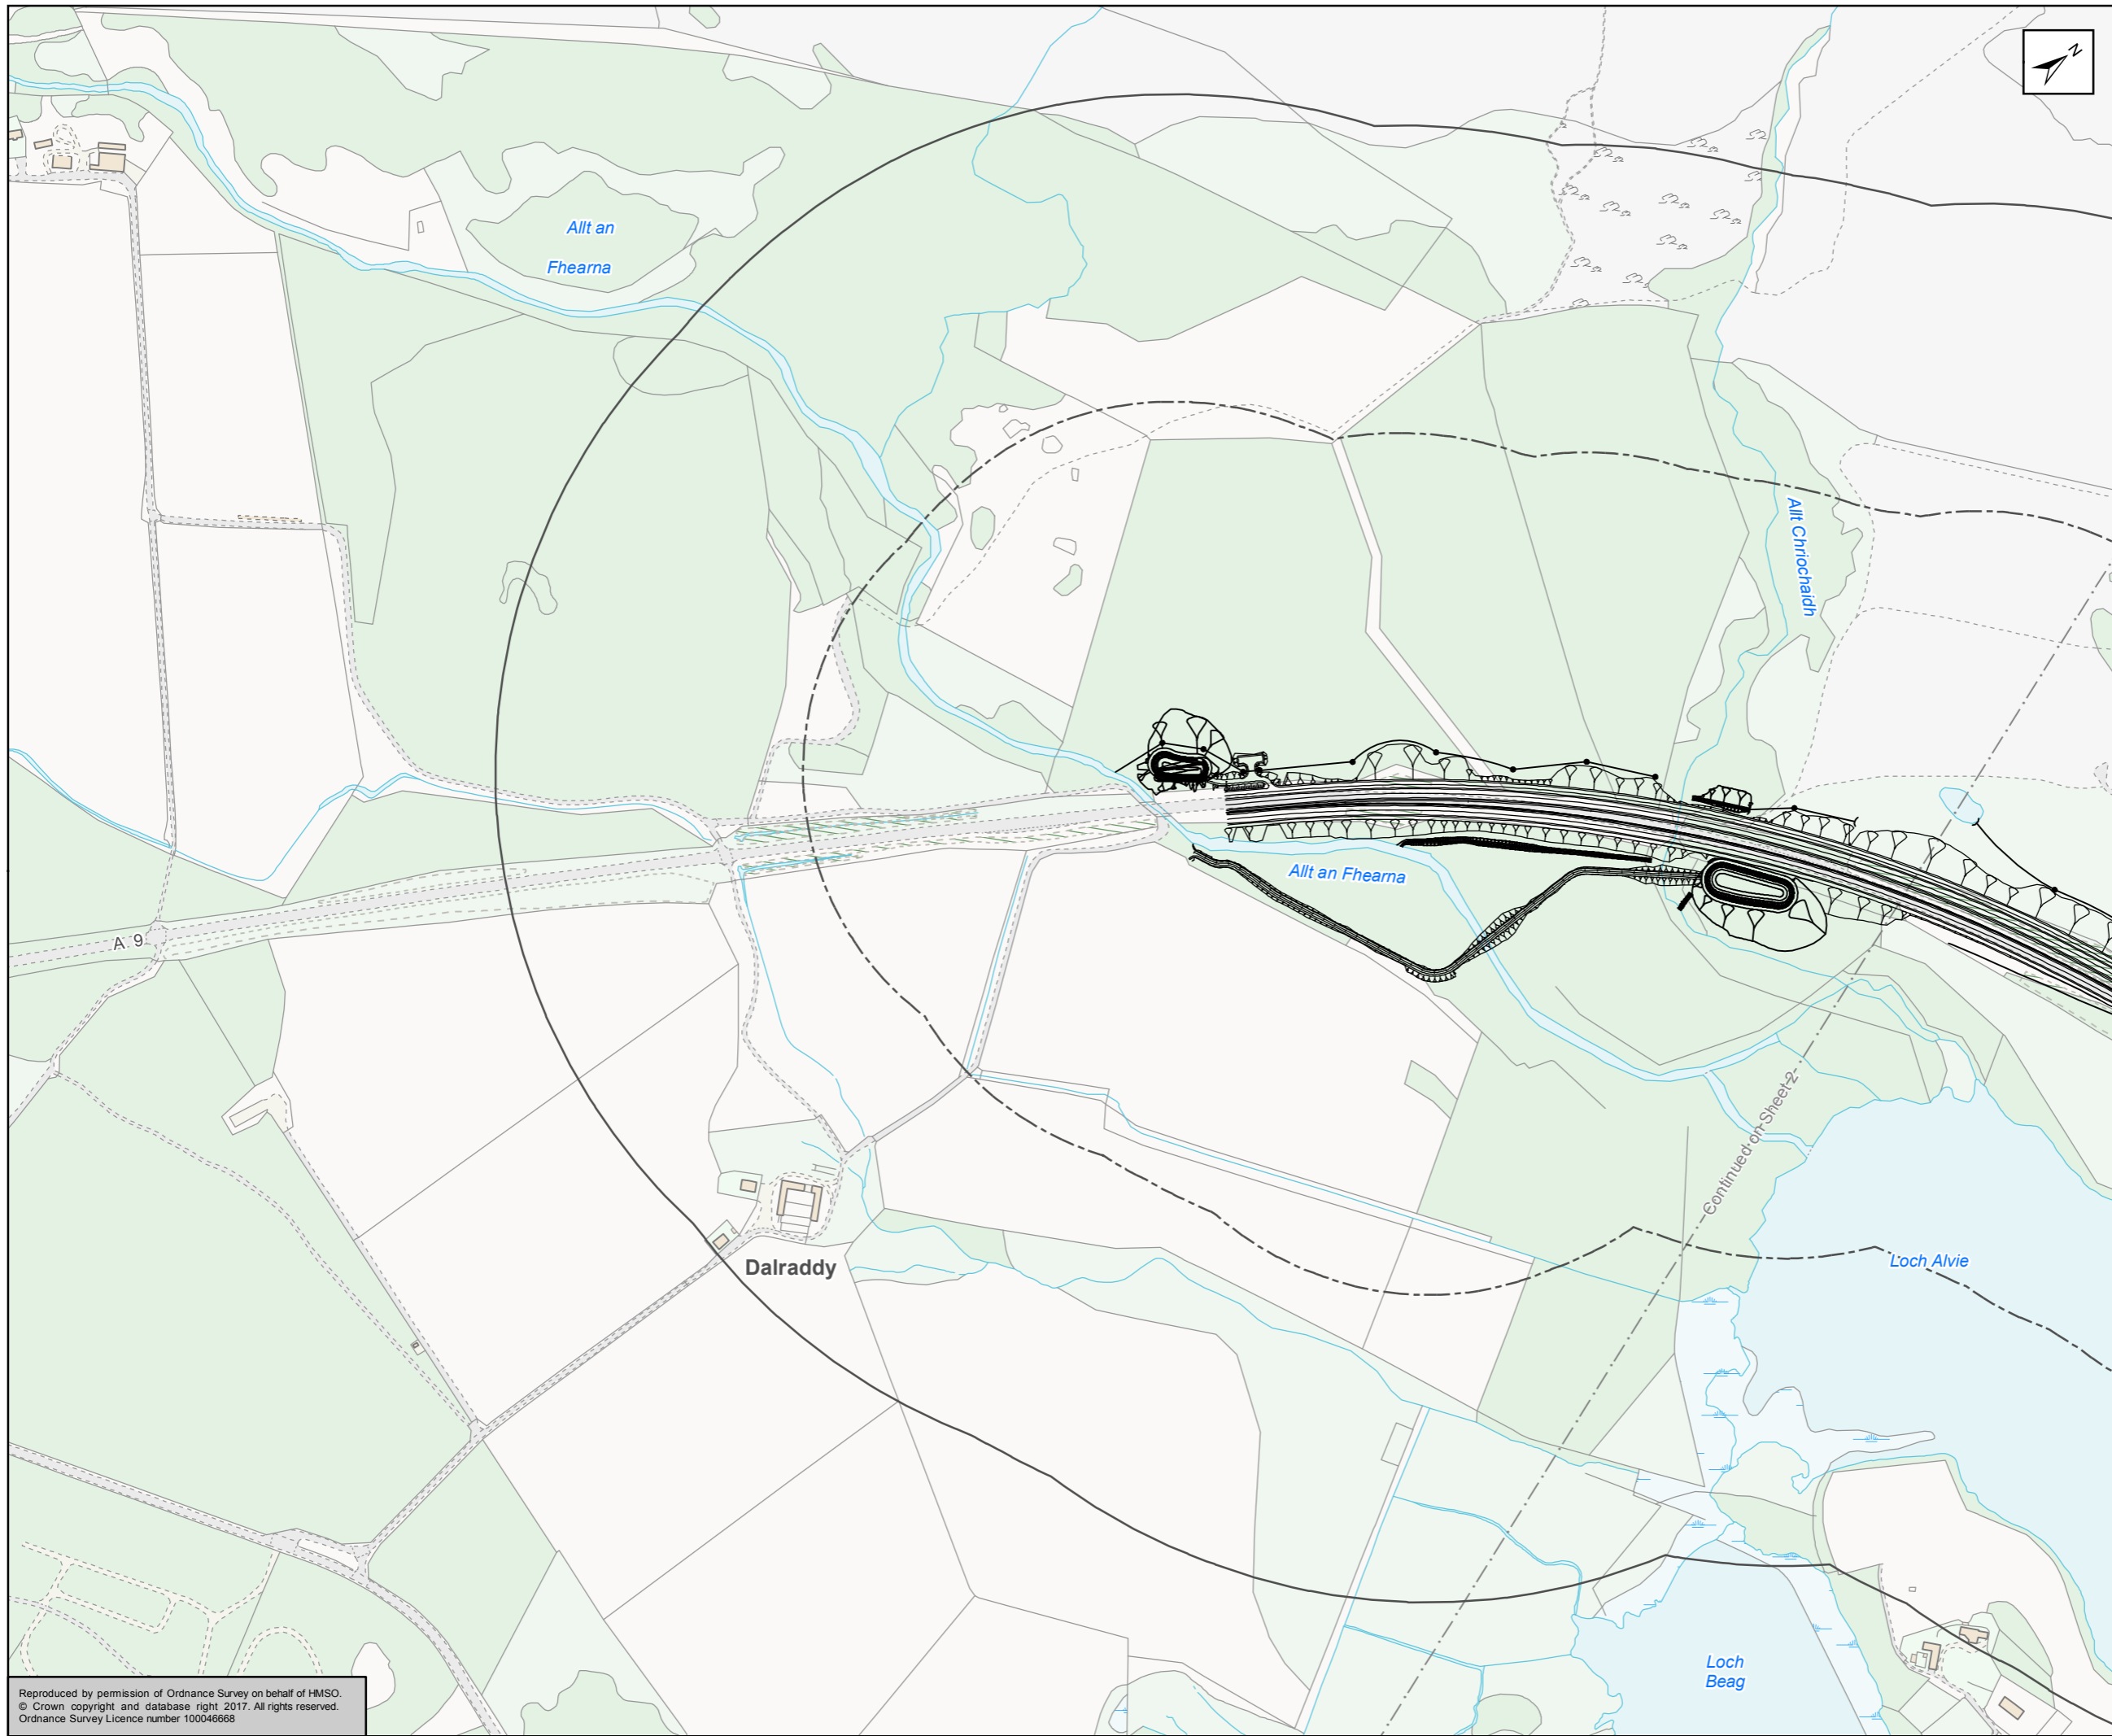 N
Allt an
Fhearna
Allt Chriochaidh
Allt an Fhearna
A 9
Continued on Sheet 2
Dalraddy
Loch Alvie
Loch
Beag
Reproduced by permission of Ordnance Survey on behalf of HMSO.
© Crown copyright and database right 2017. All rights reserved.
Ordnance Survey Licence number 100046668